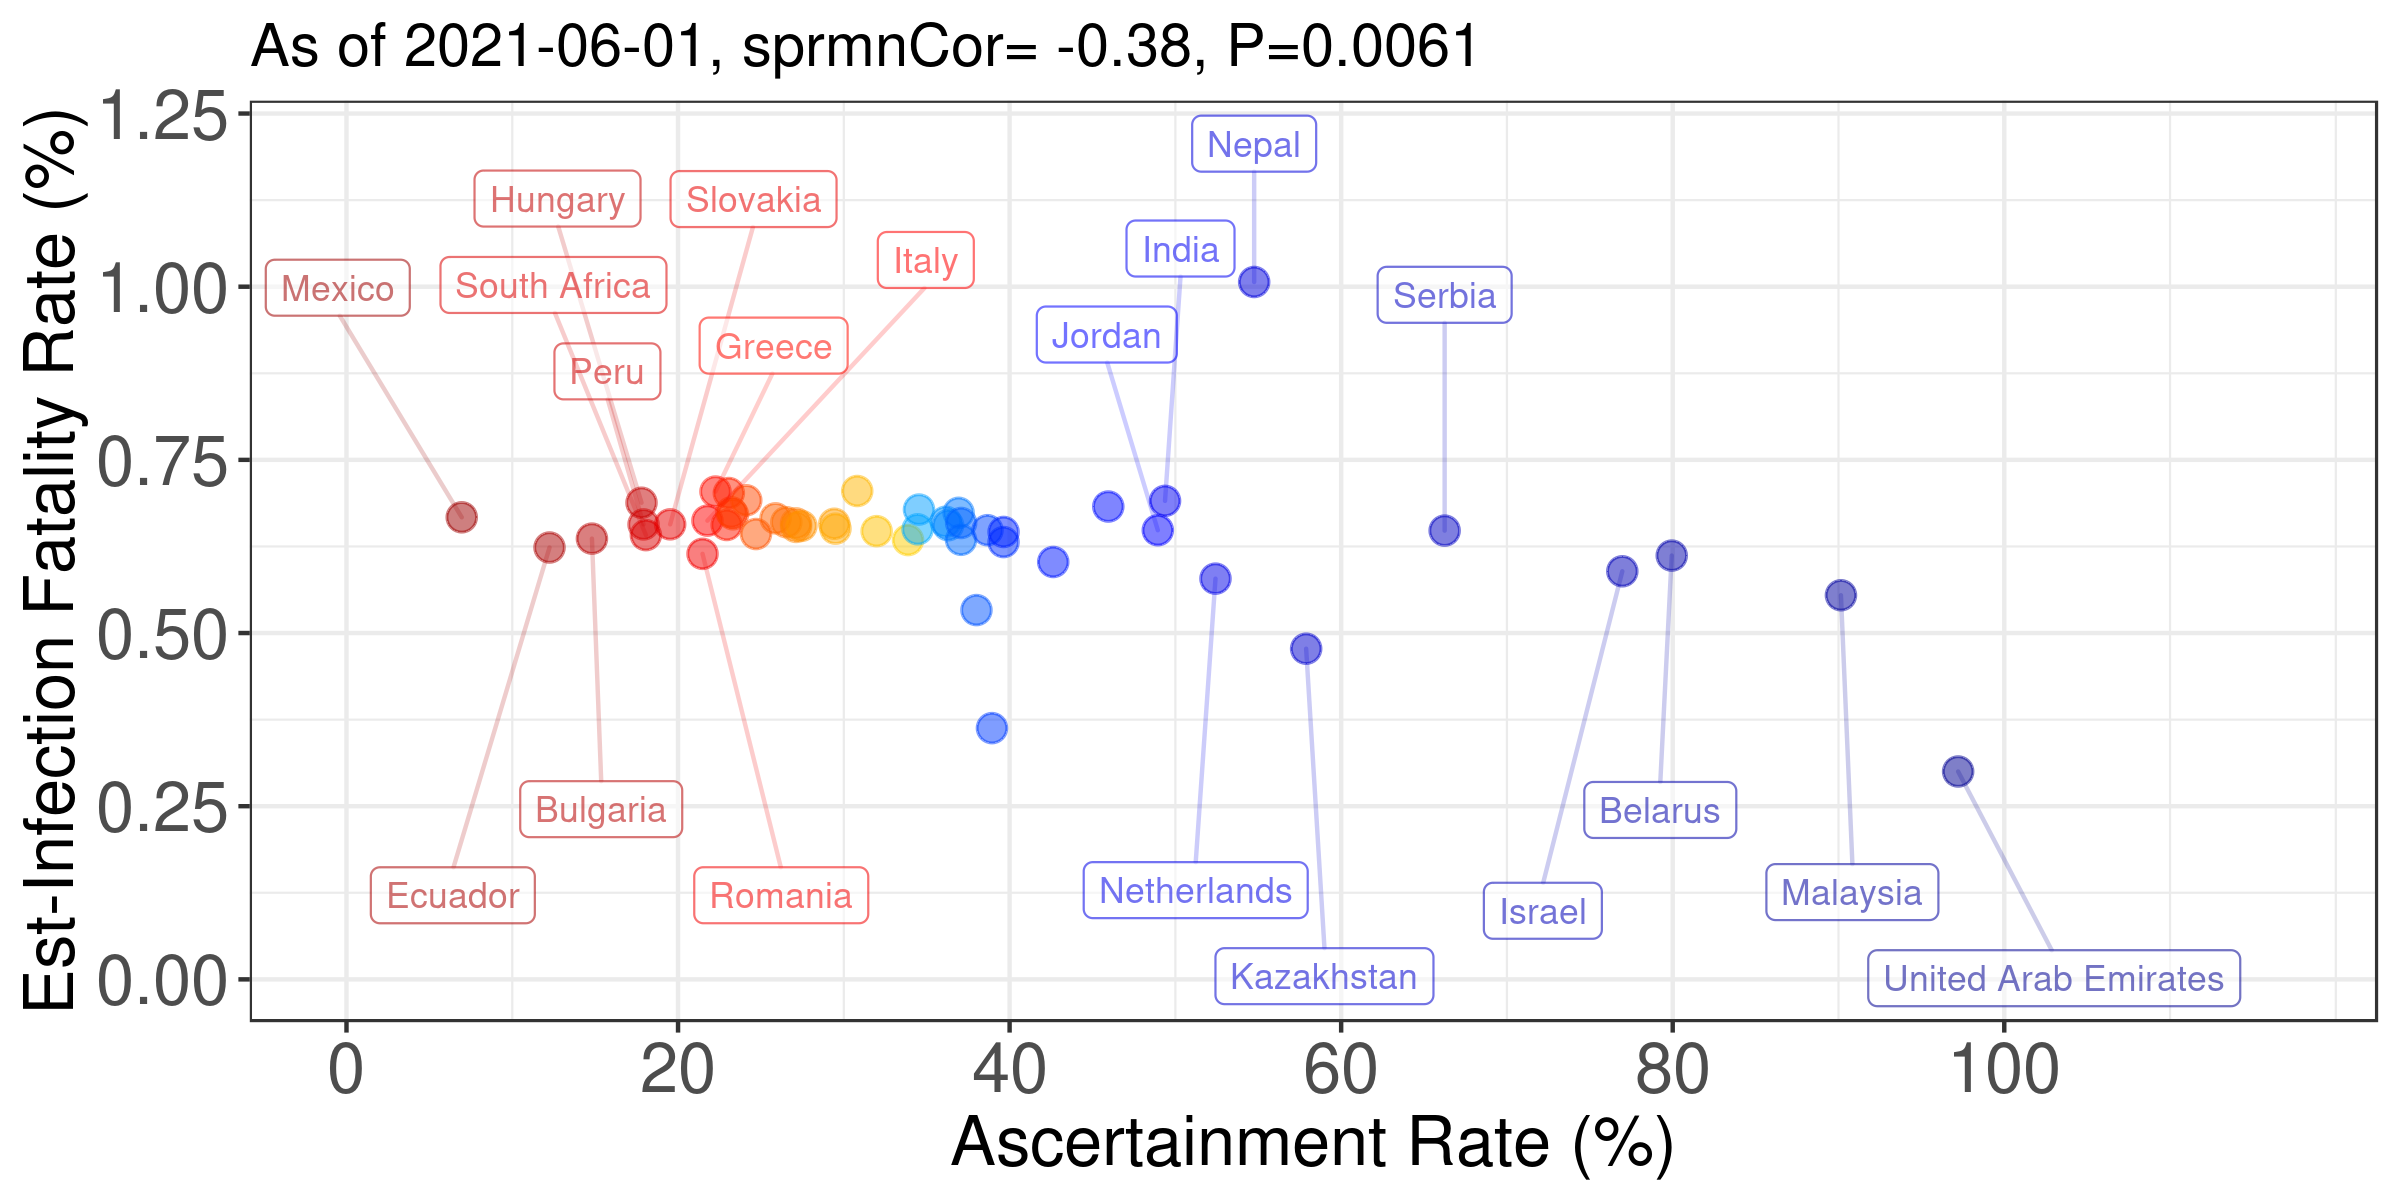 As of 2021-06-01, sprmnCor= -0.38, P=0.0061
Est-Infection Fatality Rate (%)
1.25
1.00
0.75
0.50
0.25
0.00
Nepal
Hungary
Slovakia
India
Italy
Mexico
South Africa
Serbia
Jordan
Greece
Peru
Bulgaria
Belarus
Ecuador
Romania
Netherlands
Israel
Malaysia
Kazakhstan
United Arab Emirates
0 20 40 60 80 100
Ascertainment Rate (%)